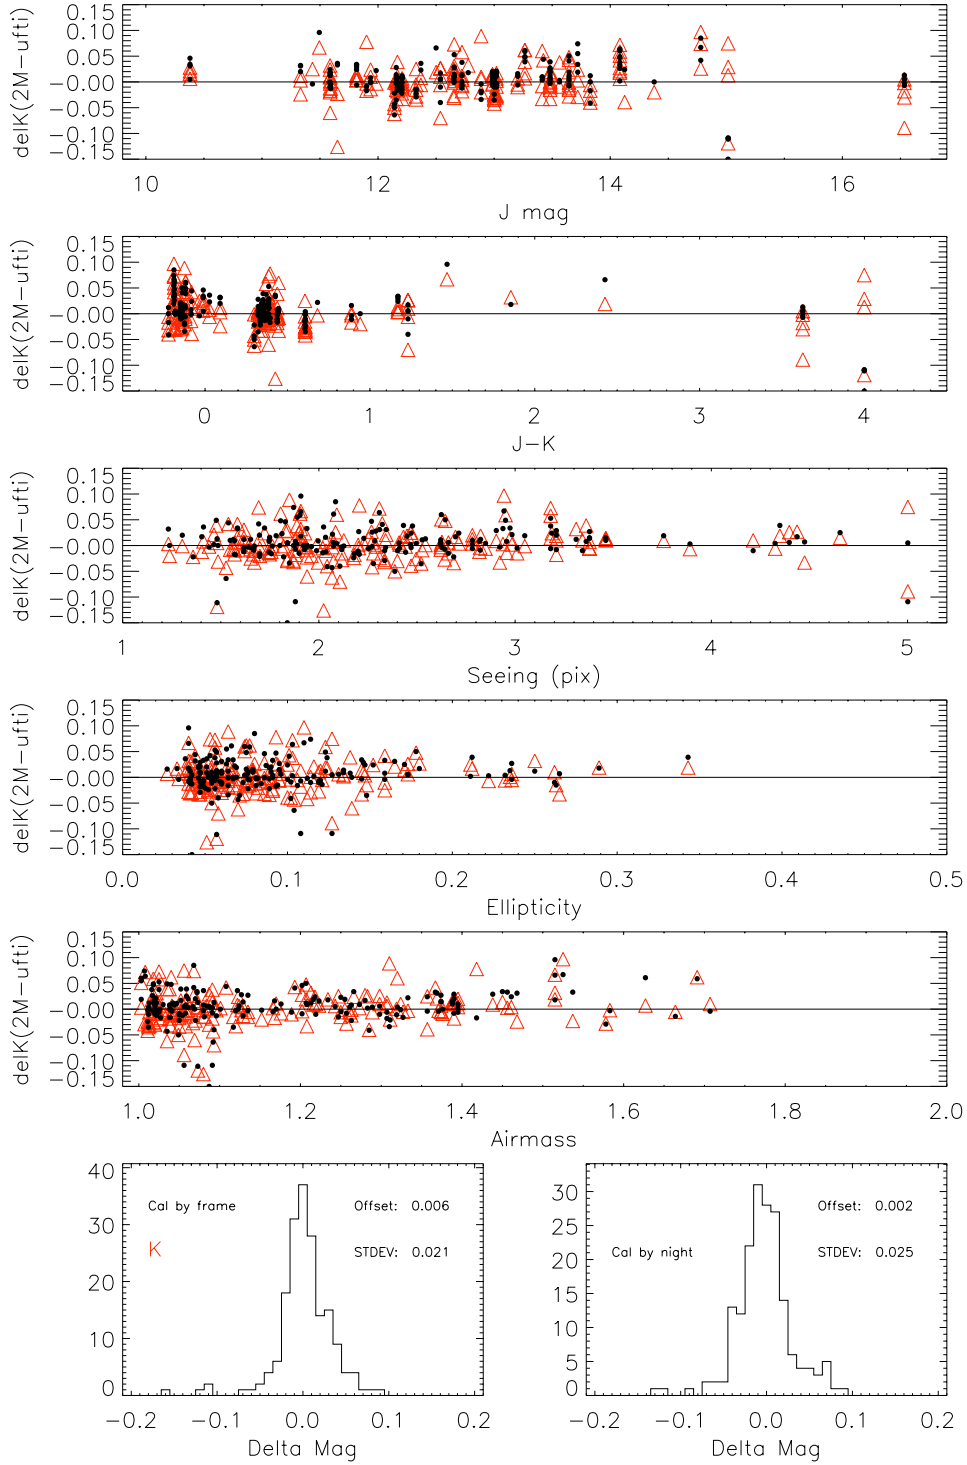 delK(2M−ufti)
0.15
0.10
0.05
−0.00
−0.05
−0.10
−0.15
10 12 14 16
J mag
delK(2M−ufti)
0.15
0.10
0.05
0.00
−0.05
−0.10
−0.15
0 1 2 3 4
J−K
delK(2M−ufti)
0.15
0.10
0.05
−0.00
−0.05
−0.10
−0.15
1 2 3 4 5
Seeing (pix)
delK(2M−ufti)
0.15
0.10
0.05
−0.00
−0.05
−0.10
−0.15
0.0 0.1 0.2 0.3 0.4 0.5
Ellipticity
delK(2M−ufti)
0.15
0.10
0.05
−0.00
−0.05
−0.10
−0.15
1.0 1.2 1.4 1.6 1.8 2.0
Airmass
40
30
20
10
0
Cal by frame
Offset: 0.006
K
STDEV: 0.021
−0.2 −0.1 0.0 0.1 0.2
Delta Mag
30
25
20
15
10
5
0
Offset: 0.002
Cal by night
STDEV: 0.025
−0.2 −0.1 0.0 0.1 0.2
Delta Mag